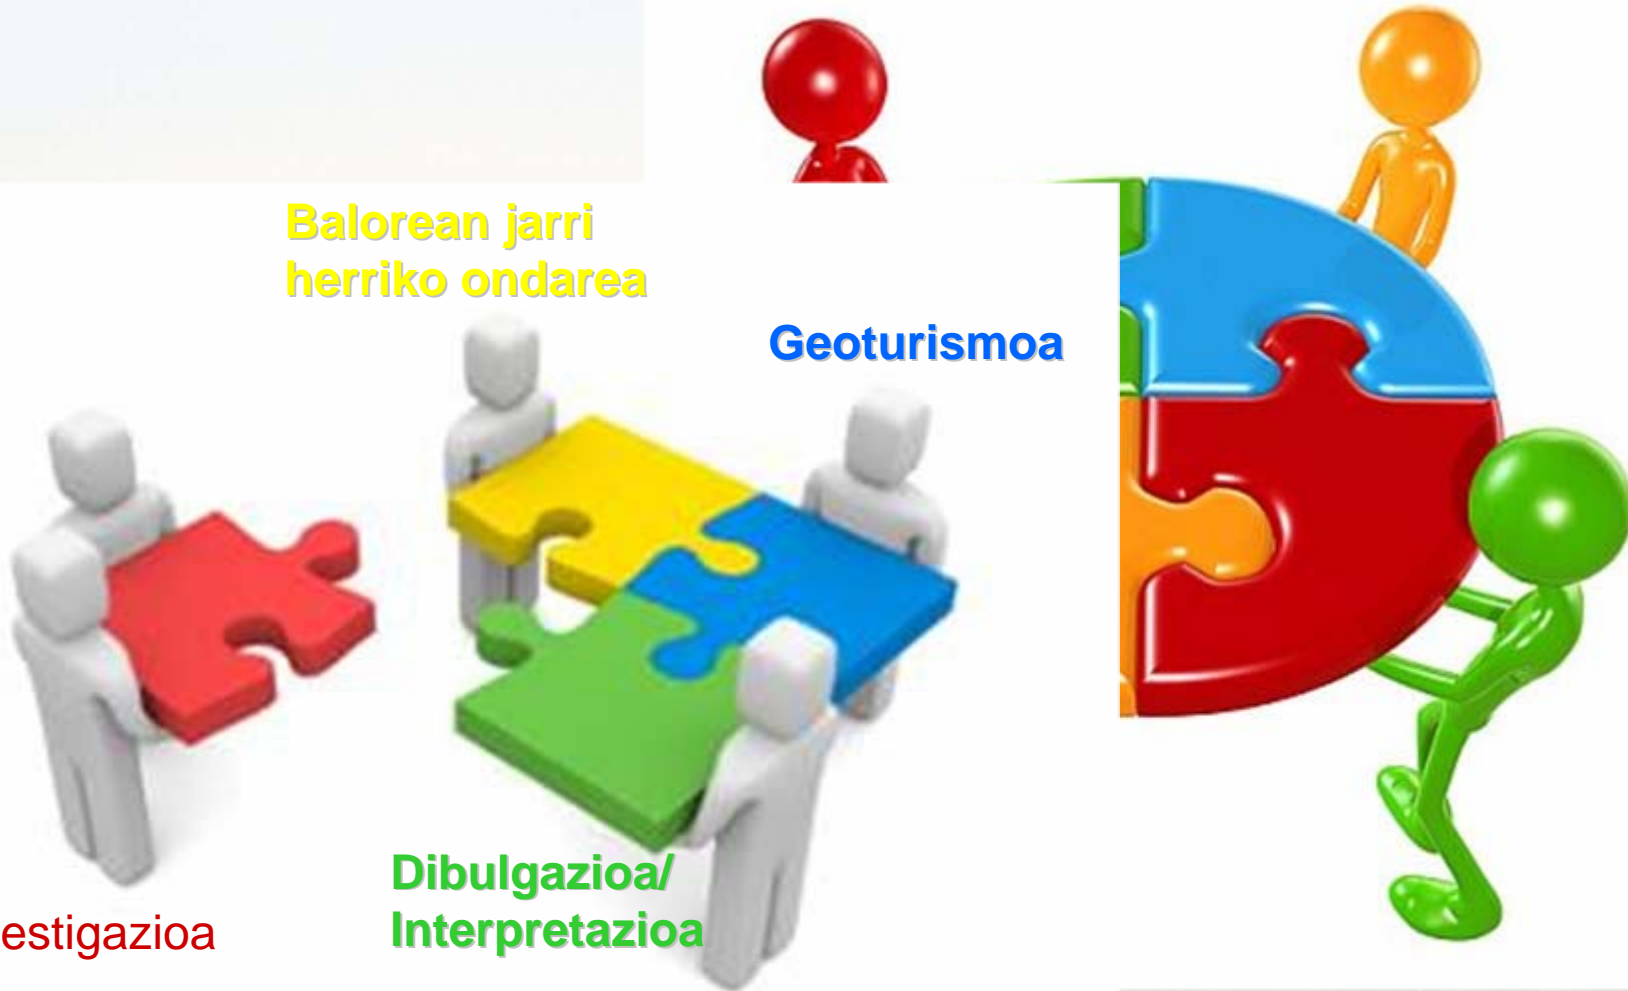 Balorean jarri
herriko ondarea
Geoturismoa
Dibulgazioa/
Interpretazioa
estigazioa